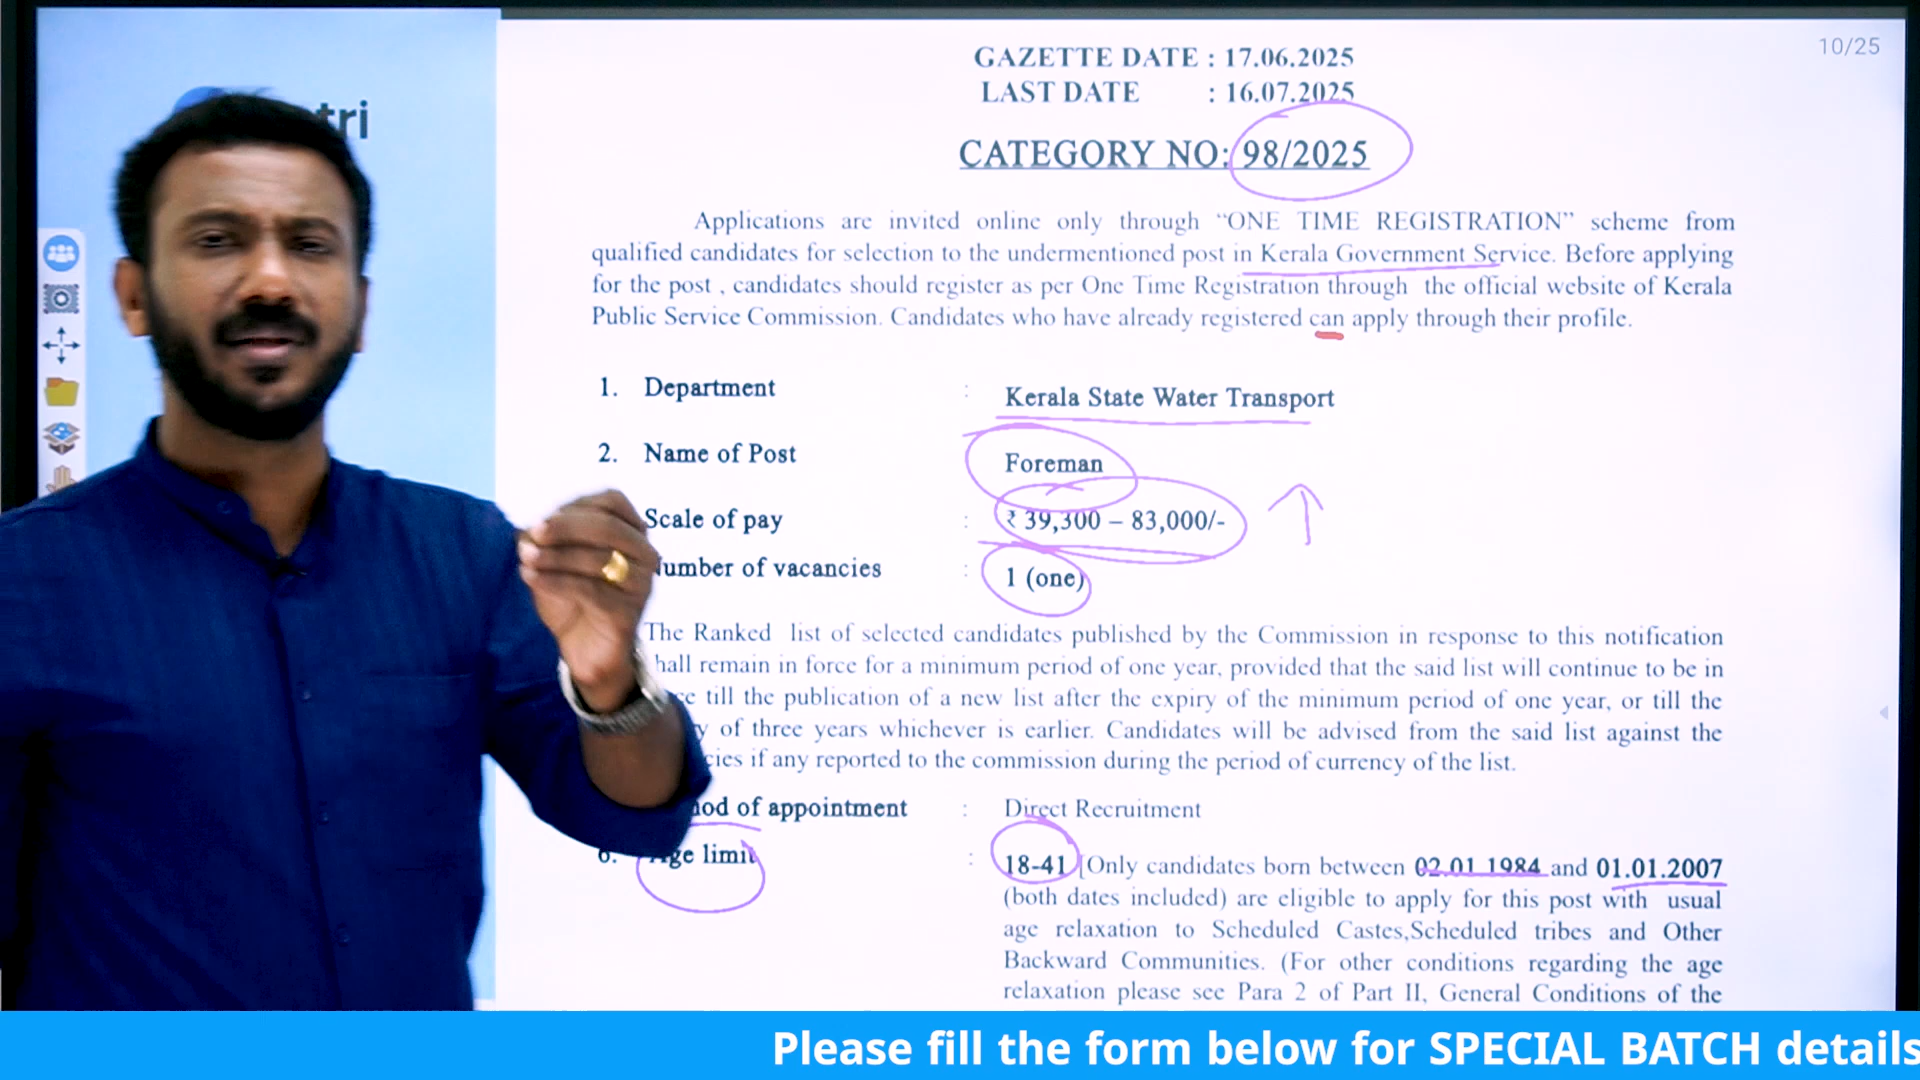 10/25
GAZETTE DATE : 17.06.2025
LAST DATE : 16.07.2025
CATEGORY NO: 98/2025
Applications are invited online only through “ONE TIME REGISTRATION” scheme from
qualified candidates for selection to the undermentioned post in Kerala Government Service. Before applying
for the post , candidates should register as per One Time Registration through the official website of Kerala
Public Service Commission. Candidates who have already registered can apply through their profile.
1. Department : Kerala State Water Transport
2. Name of Post Foreman
Scale of pay : ₹ 39,300 – 83,000/-
umber of vacancies : 1 (one)
The Ranked list of selected candidates published by the Commission in response to this notification
hall remain in force for a minimum period of one year, provided that the said list will continue to be in
ce till the publication of a new list after the expiry of the minimum period of one year, or till the
y of three years whichever is earlier. Candidates will be advised from the said list against the
cies if any reported to the commission during the period of currency of the list.
od of appointment : Direct Recruitment
6. Age limit : 18-41 [Only candidates born between 02.01.1984 and 01.01.2007
(both dates included) are eligible to apply for this post with usual
age relaxation to Scheduled Castes,Scheduled tribes and Other
Backward Communities. (For other conditions regarding the age
relaxation please see Para 2 of Part II, General Conditions of the
Please fill the form below for SPECIAL BATCH details